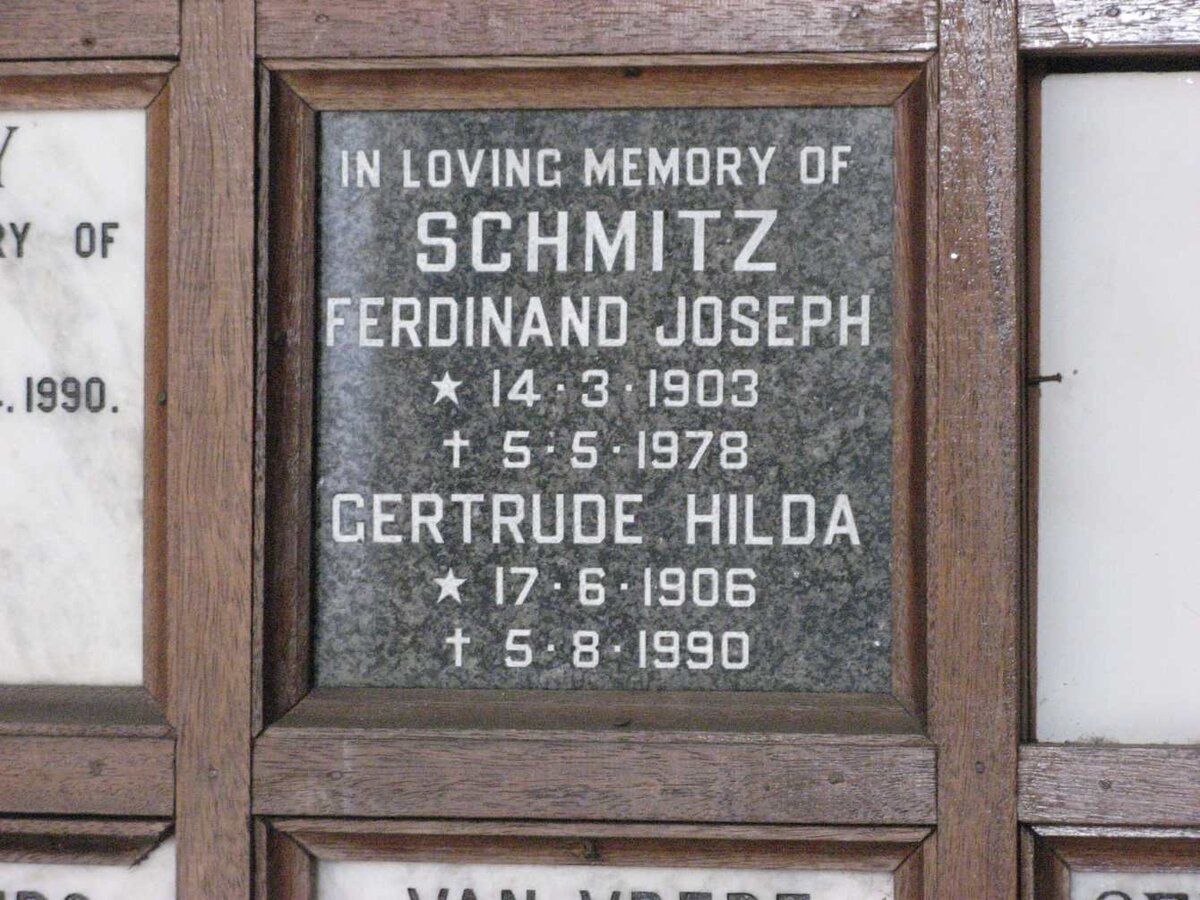 IN LOVING MEMORY OF
SCHMITZ
FERDINAND JOSEPH
★ 14·3·1903
✝ 5·5·1978
GERTRUDE HILDA
★ 17·6·1906
✝ 5·8·1990
OF
1990.